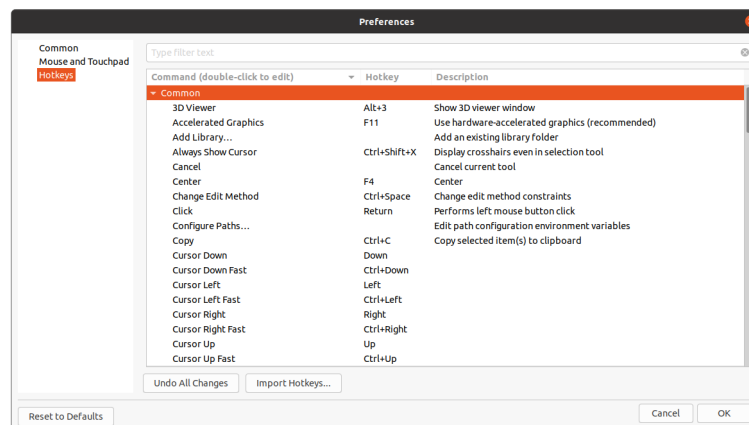 Preferences
Common
Mouse and Touchpad
Hotkeys
Type filter text
Command (double-click to edit) Hotkey Description
Common
3D Viewer Alt+3 Show 3D viewer window
Accelerated Graphics F11 Use hardware-accelerated graphics (recommended)
Add Library... Add an existing library folder
Always Show Cursor Ctrl+Shift+X Display crosshairs even in selection tool
Cancel Cancel current tool
Center F4 Center
Change Edit Method Ctrl+Space Change edit method constraints
Click Return Performs left mouse button click
Configure Paths... Edit path configuration environment variables
Copy Ctrl+C Copy selected item(s) to clipboard
Cursor Down Down
Cursor Down Fast Ctrl+Down
Cursor Left Left
Cursor Left Fast Ctrl+Left
Cursor Right Right
Cursor Right Fast Ctrl+Right
Cursor Up Up
Cursor Up Fast Ctrl+Up
Undo All Changes Import Hotkeys...
Reset to Defaults Cancel OK